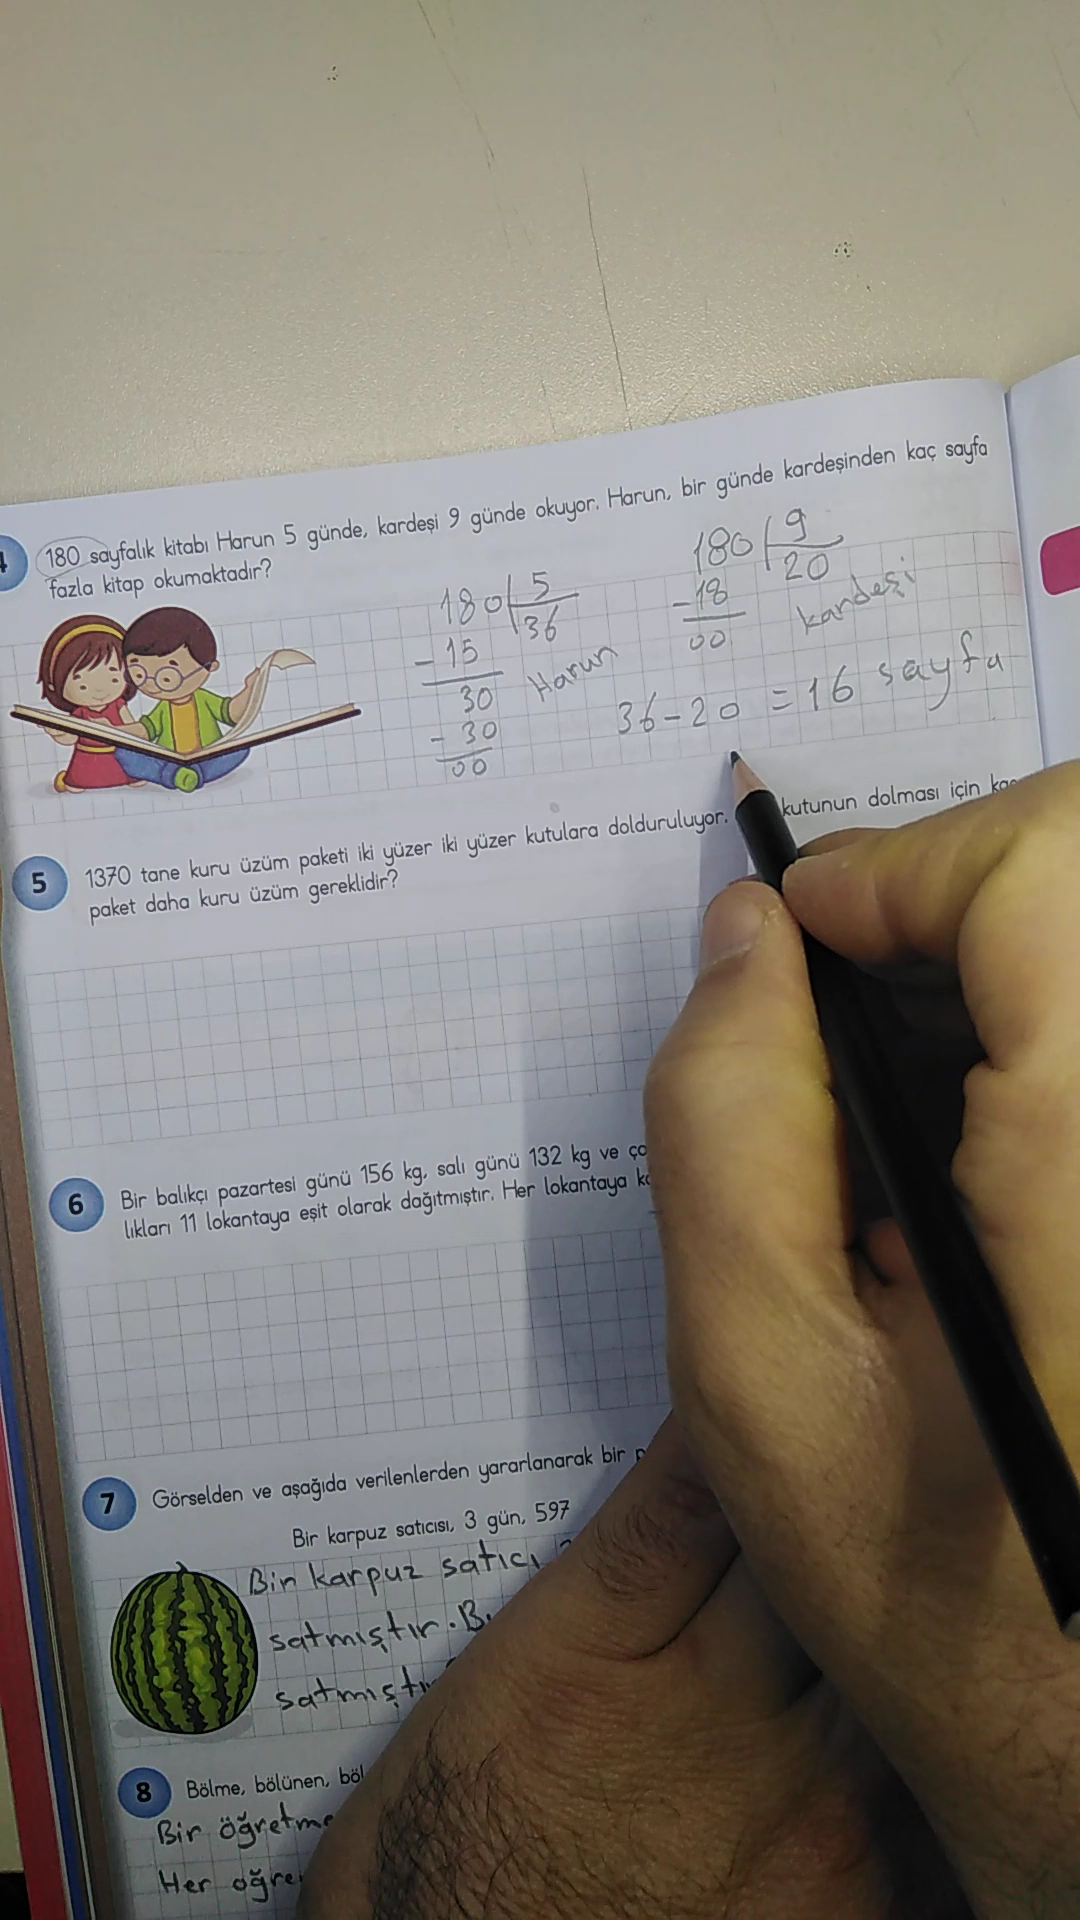 180 sayfalık kitabı Harun 5 günde, kardeşi 9 günde okuyor. Harun, bir günde kardeşinden kaç sayfa
fazla kitap okumaktadır?
180 5
36
- 15
30
- 30
00
Harun
180 9
20
- 18
00
kardeşi
36 - 20 = 16 sayfa
5
1370 tane kuru üzüm paketi iki yüzer iki yüzer kutulara dolduruluyor. kutunun dolması için
paket daha kuru üzüm gereklidir?
6
Bir balıkçı pazartesi günü 156 kg, salı günü 132 kg ve
lıkları 11 lokantaya eşit olarak dağıtmıştır. Her lokantaya
7
Görselden ve aşağıda verilenlerden yararlanarak bir
Bir karpuz satıcısı, 3 gün, 597
Bir karpuz satıcı
satmıştır.
8
Bölme, bölünen,
Bir
Her